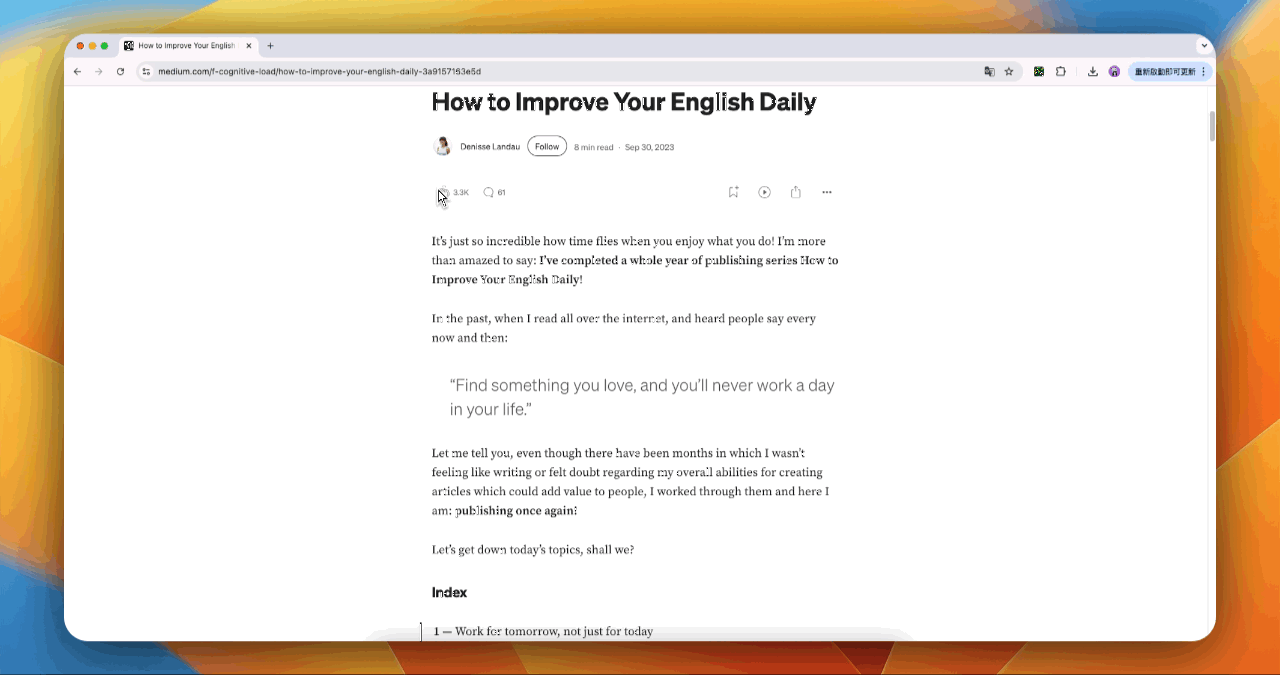 How to Improve Your English
medium.com/f-cognitive-load/how-to-improve-your-english-daily-3a9157163e5d
重新啟動即可更新
How to Improve Your English Daily
Denisse Landau Follow 8 min read · Sep 30, 2023
3.3K 61
It's just so incredible how time flies when you enjoy what you do! I'm more
than amazed to say: I've completed a whole year of publishing series How to
Improve Your English Daily!
In the past, when I read all over the internet, and heard people say every
now and then:
“Find something you love, and you'll never work a day
in your life.”
Let me tell you, even though there have been months in which I wasn't
feeling like writing or felt doubt regarding my overall abilities for creating
articles which could add value to people, I worked through them and here I
am: publishing once again!
Let's get down today's topics, shall we?
Index
1 — Work for tomorrow, not just for today